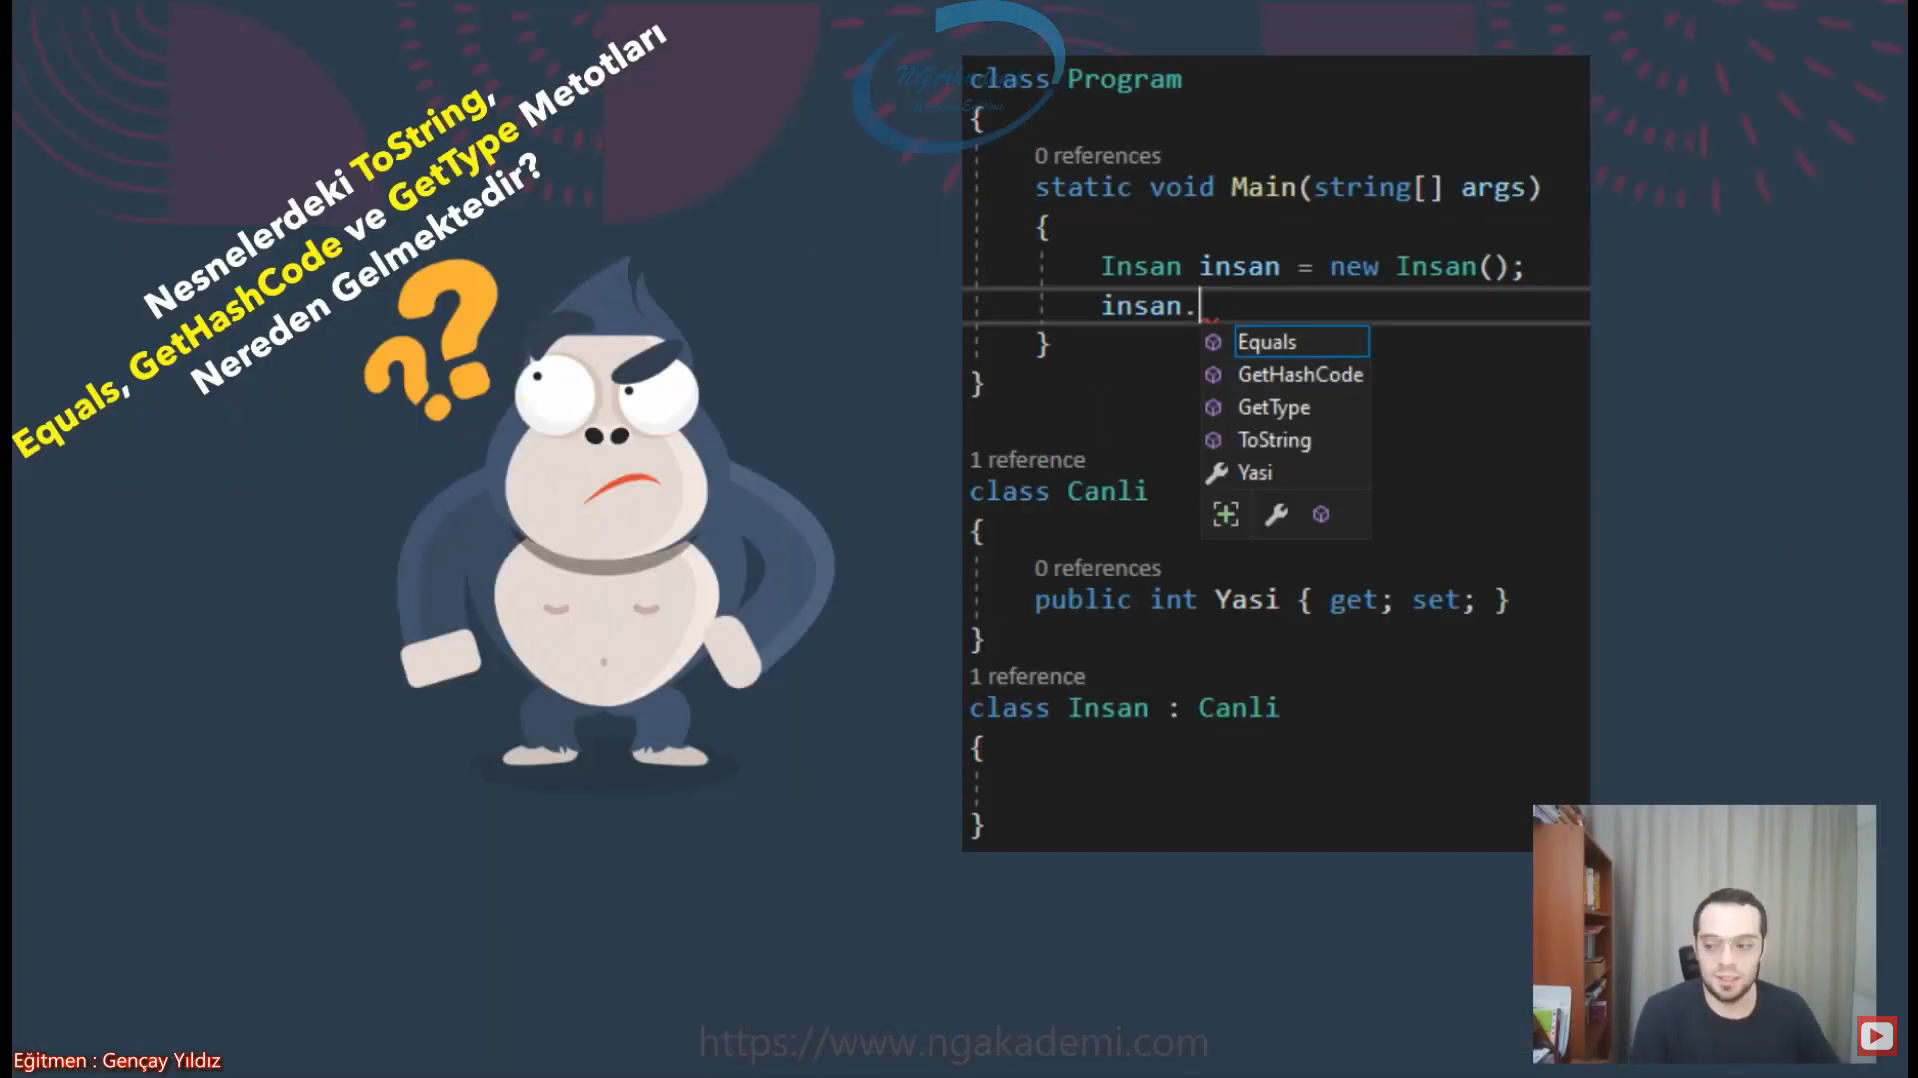 Nesnelerdeki ToString,
Equals, GetHashCode ve GetType Metotları
Nereden Gelmektedir?
??
NGAkademi
class Program
{
0 references
static void Main(string[] args)
{
Insan insan = new Insan();
insan.
Equals
GetHashCode
GetType
ToString
Yasi
}
}
1 reference
class Canli
{
0 references
public int Yasi { get; set; }
}
1 reference
class Insan : Canli
{
}
https://www.ngakademi.com
Eğitmen : Gençay Yıldız